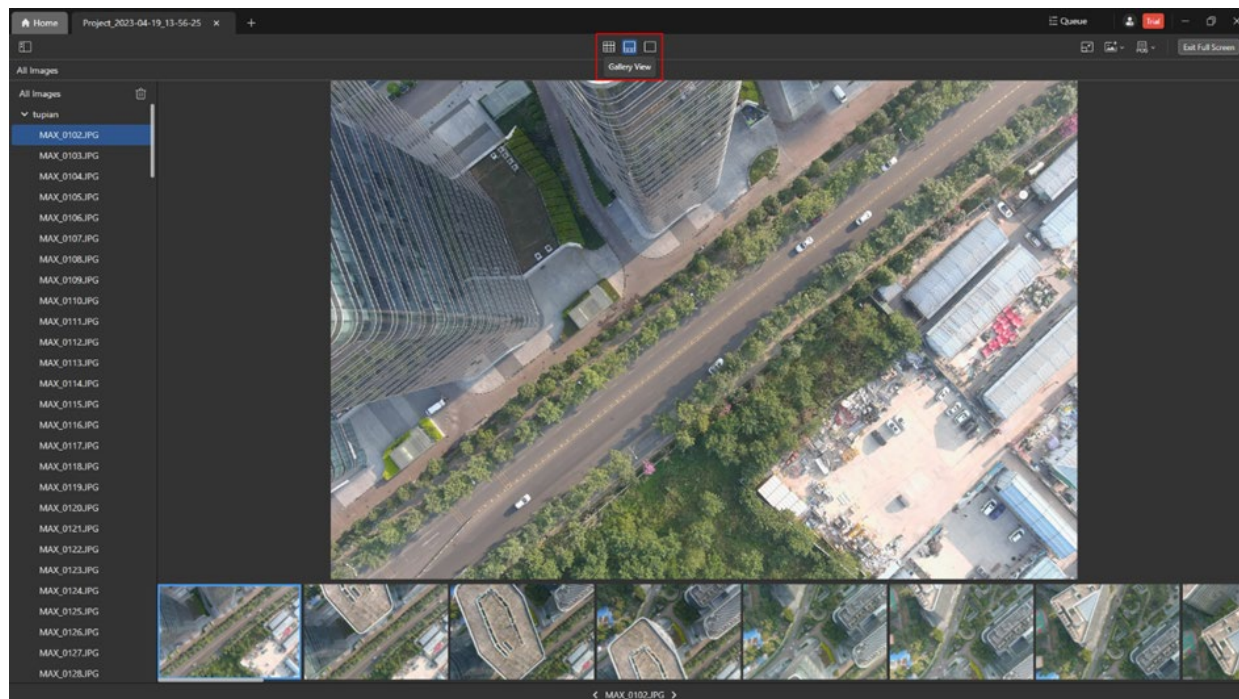 Home
Project_2023-04-19_13-56-25
Queue
Trial
Exit Full Screen
All Images
Gallery View
All Images
tupian
MAX_0102.JPG
MAX_0103.JPG
MAX_0104.JPG
MAX_0105.JPG
MAX_0106.JPG
MAX_0107.JPG
MAX_0108.JPG
MAX_0109.JPG
MAX_0110.JPG
MAX_0111.JPG
MAX_0112.JPG
MAX_0113.JPG
MAX_0114.JPG
MAX_0115.JPG
MAX_0116.JPG
MAX_0117.JPG
MAX_0118.JPG
MAX_0119.JPG
MAX_0120.JPG
MAX_0121.JPG
MAX_0122.JPG
MAX_0123.JPG
MAX_0124.JPG
MAX_0125.JPG
MAX_0126.JPG
MAX_0127.JPG
MAX_0128.JPG
MAX_0102.JPG